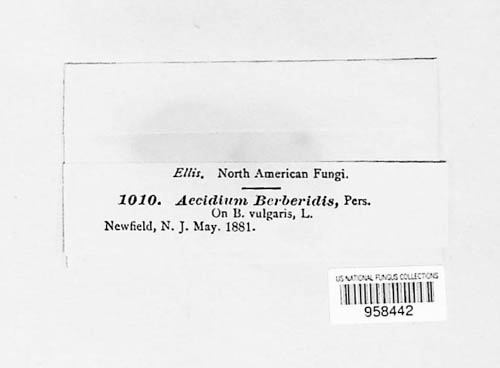 Ellis. North American Fungi.
1010. Aecidium Berberidis, Pers.
On B. vulgaris, L.
Newfield, N. J. May. 1881.
US NATIONAL FUNGUS COLLECTIONS
958442